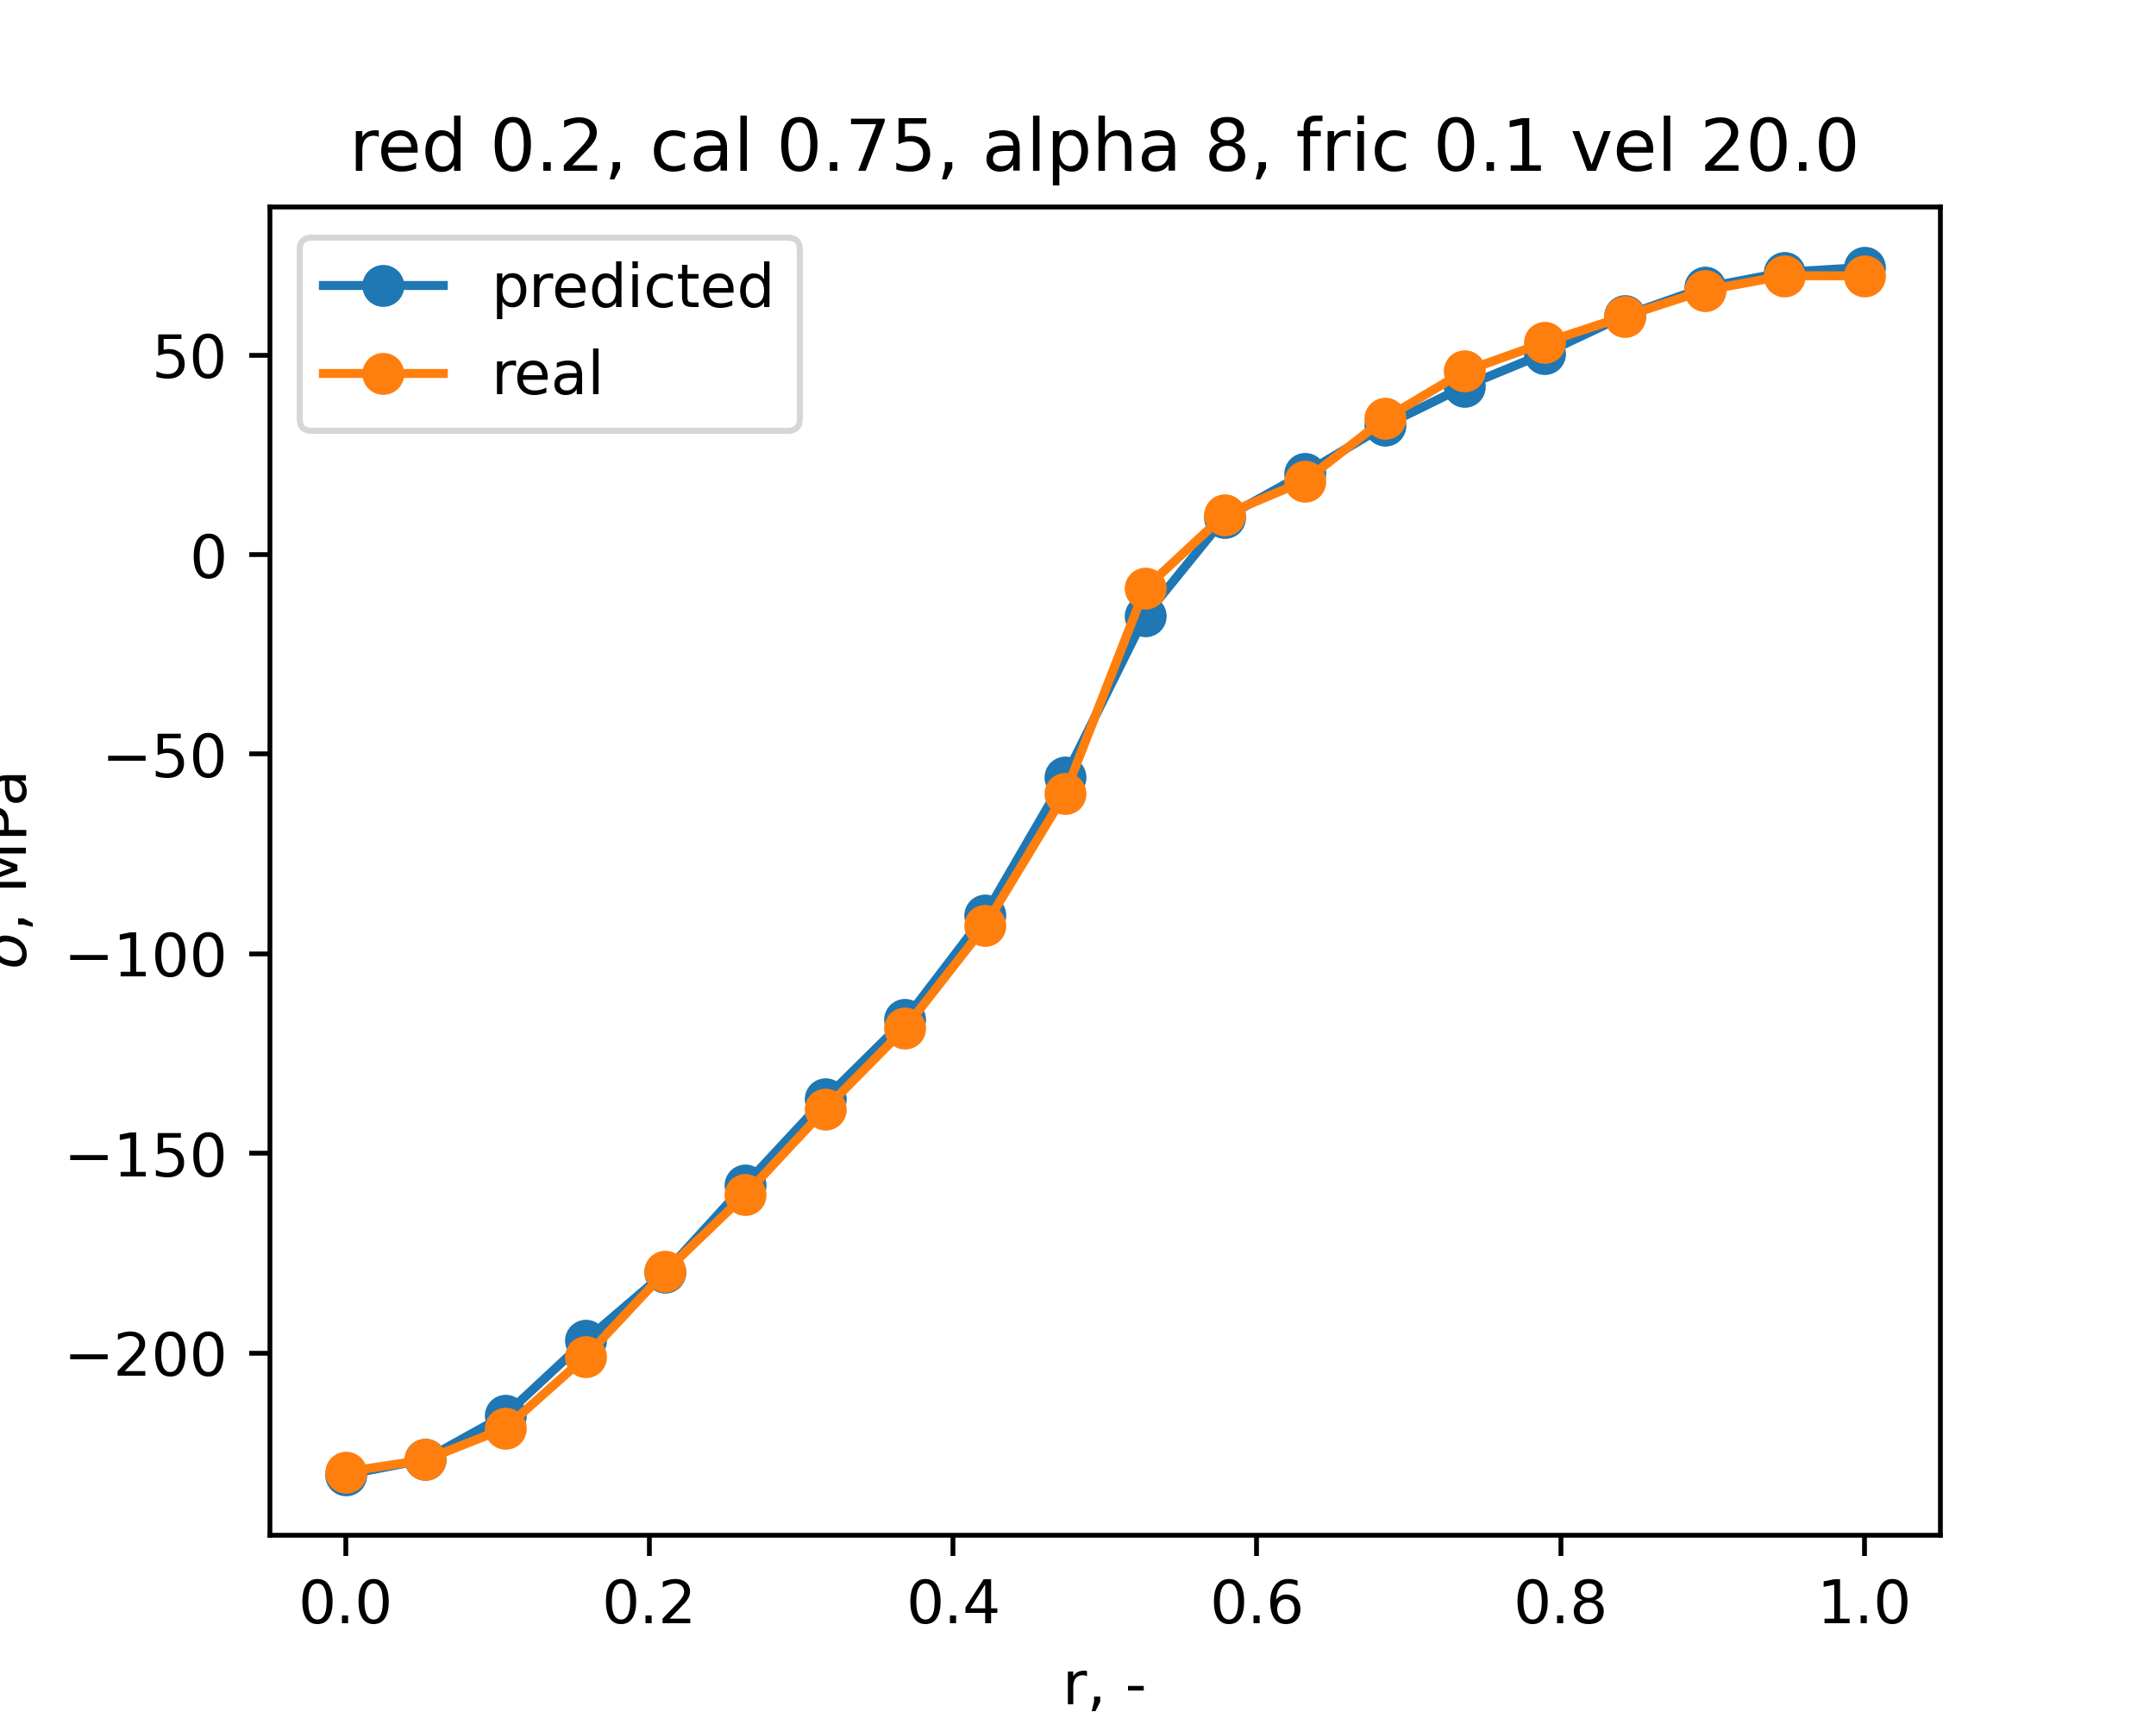 red 0.2, cal 0.75, alpha 8, fric 0.1 vel 20.0
predicted
real
50
0
−50
−100
−150
−200
, MPa
0.0 0.2 0.4 0.6 0.8 1.0
r, -